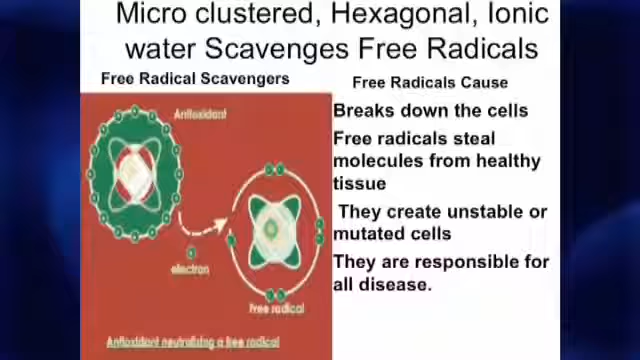 Micro clustered, Hexagonal, Ionic
water Scavenges Free Radicals
Free Radical Scavengers
Free Radicals Cause
Antioxidant
electron
Free radical
Antioxidant neutralising a free radical
Breaks down the cells
Free radicals steal
molecules from healthy
tissue
They create unstable or
mutated cells
They are responsible for
all disease.